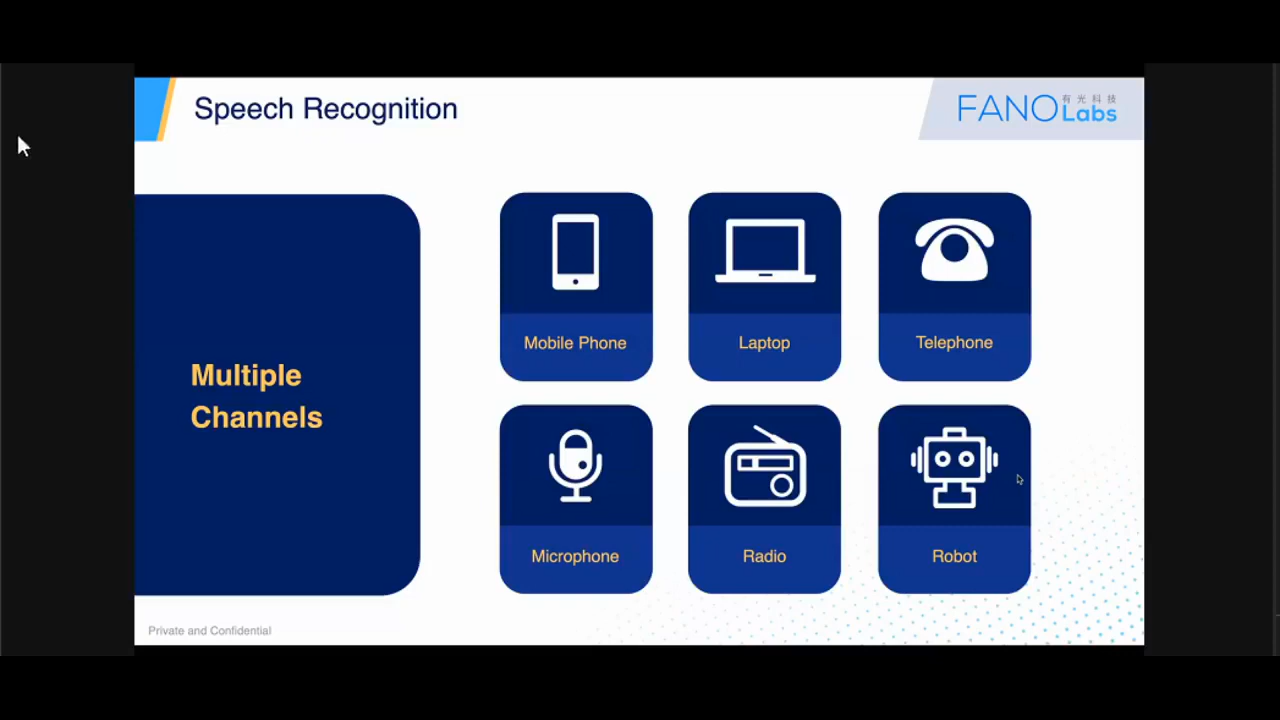 Speech Recognition
FANO
有光科技
Labs
Multiple
Channels
Mobile Phone
Laptop
Telephone
Microphone
Radio
Robot
Private and Confidential